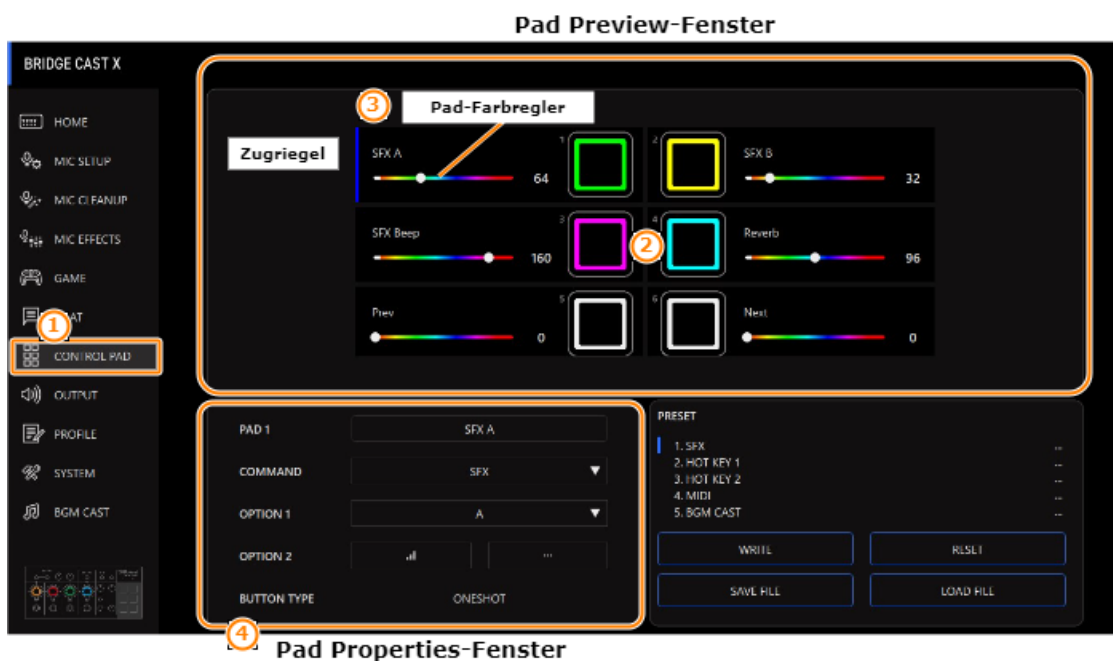 Pad Preview-Fenster
BRIDGE CAST X
HOME
MIC SETUP
MIC CLEANUP
MIC EFFECTS
GAME
AT
CONTROL PAD
OUTPUT
PROFILE
SYSTEM
BGM CAST
1
3
Pad-Farbregler
Zugriegel
SFX A
64
1
2
SFX B
32
SFX Beep
160
3
2
4
Reverb
96
Prev
0
5
6
Next
0
PAD 1
SFX A
COMMAND
SFX
OPTION 1
A
OPTION 2
...
BUTTON TYPE
ONESHOT
PRESET
1. SFX ...
2. HOT KEY 1 ...
3. HOT KEY 2 ...
4. MIDI ...
5. BGM CAST ...
WRITE
RESET
SAVE FILE
LOAD FILE
4
Pad Properties-Fenster